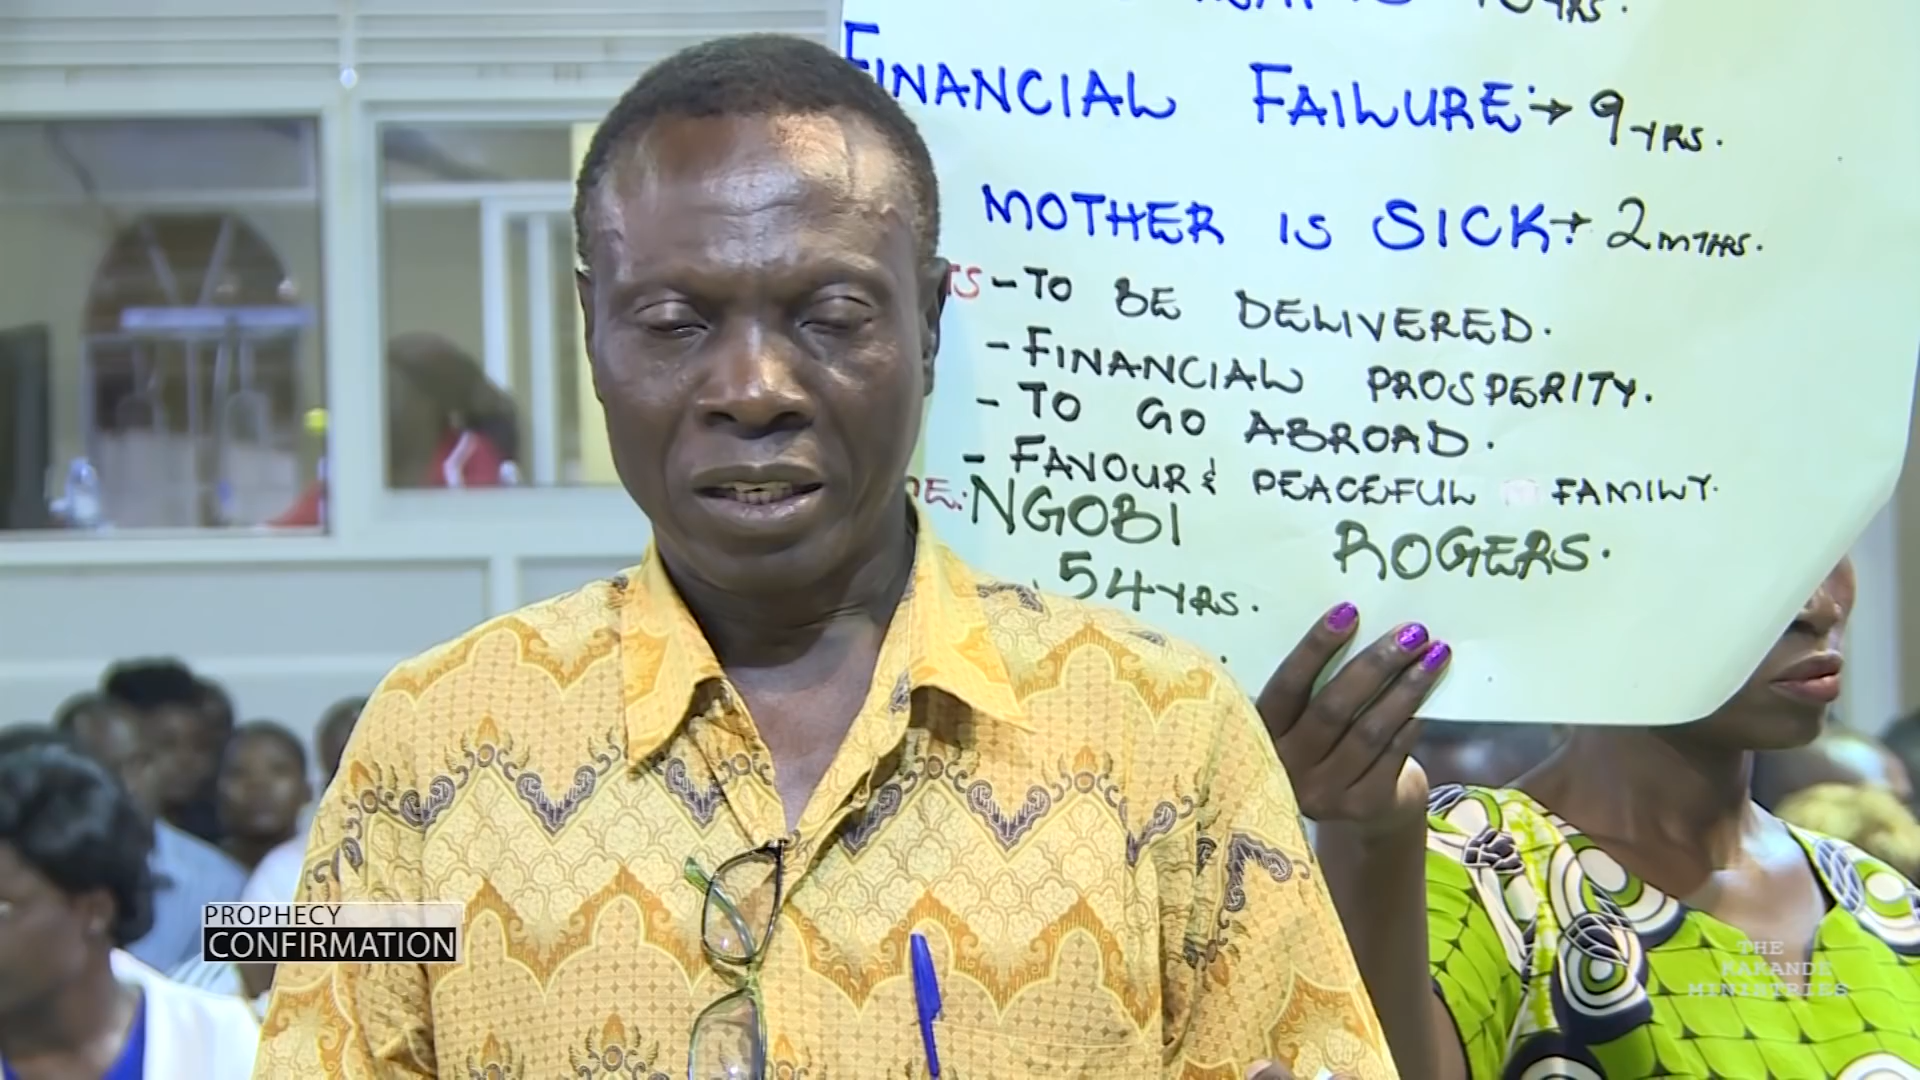 FINANCIAL FAILURE:→ 9YRS.
MOTHER IS SICK:→ 2MTHS.
- TO BE DELIVERED.
- FINANCIAL PROSPERITY.
- TO GO ABROAD.
- FAVOUR & PEACEFUL FAMILY.
NGOBI ROGERS.
54YRS.
PROPHECY
CONFIRMATION
THE
KAKANDE
MINISTRIES